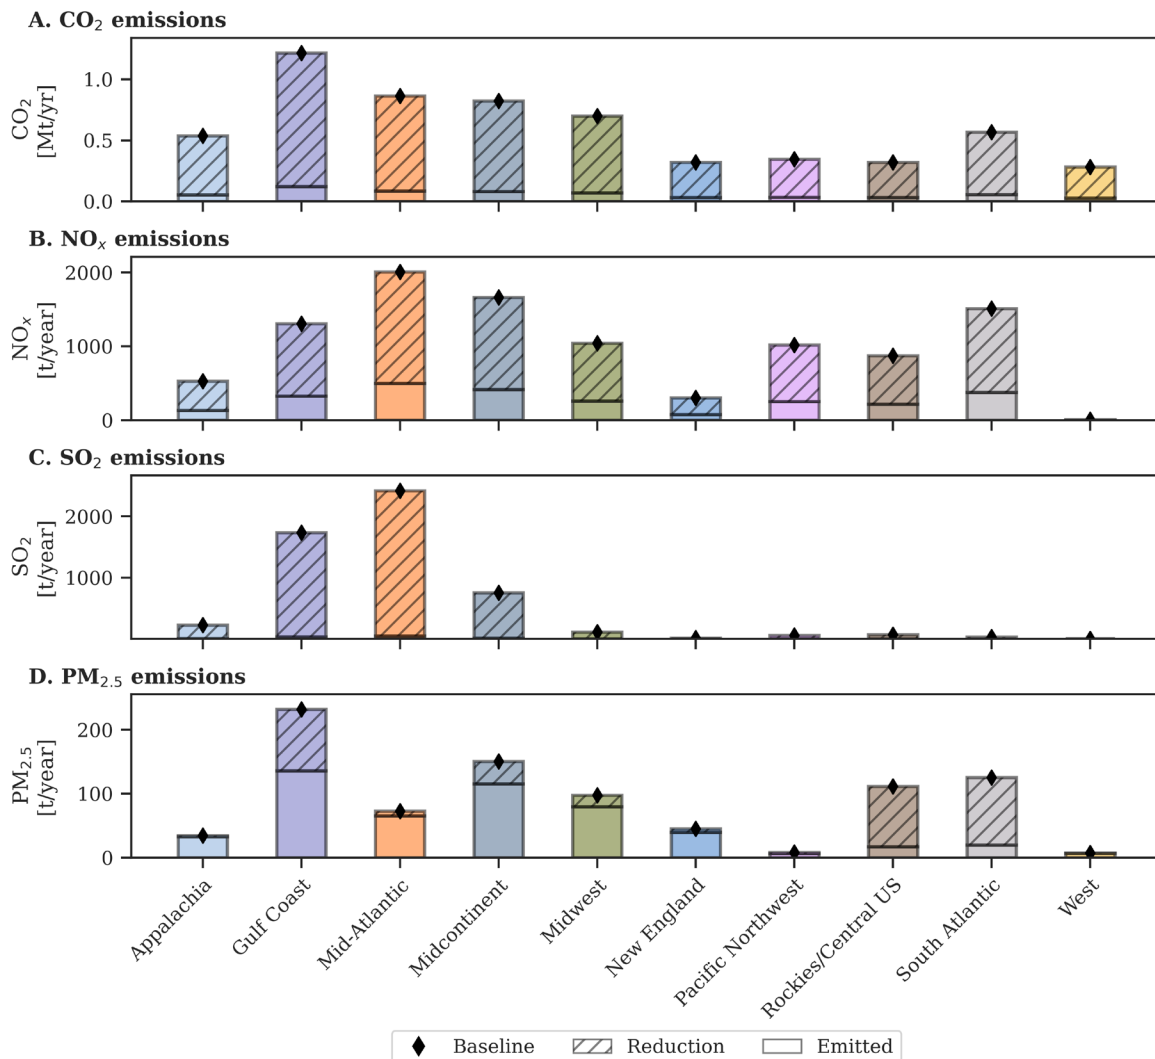 A. CO₂ emissions
CO₂
[Mt/yr]
1.0
0.5
0.0
B. NOₓ emissions
NOₓ
[t/year]
2000
1000
0
C. SO₂ emissions
SO₂
[t/year]
2000
1000
D. PM₂.₅ emissions
PM₂.₅
[t/year]
200
100
0
Appalachia
Gulf Coast
Mid-Atlantic
Midcontinent
Midwest
New England
Pacific Northwest
Rockies/Central US
South Atlantic
West
Baseline Reduction Emitted